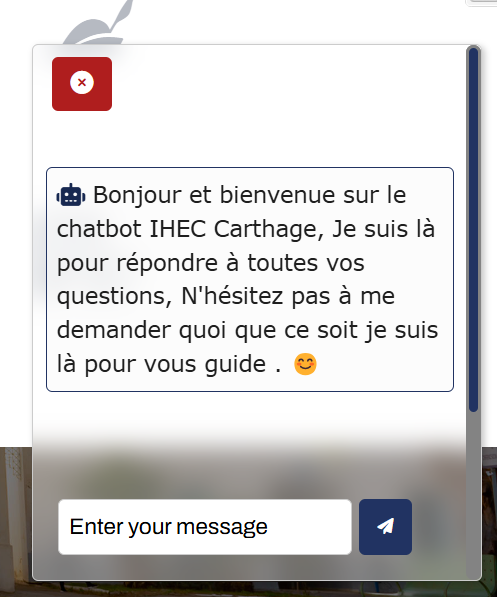 Bonjour et bienvenue sur le
chatbot IHEC Carthage, Je suis là
pour répondre à toutes vos
questions, N'hésitez pas à me
demander quoi que ce soit je suis
là pour vous guide . 😊
Enter your message